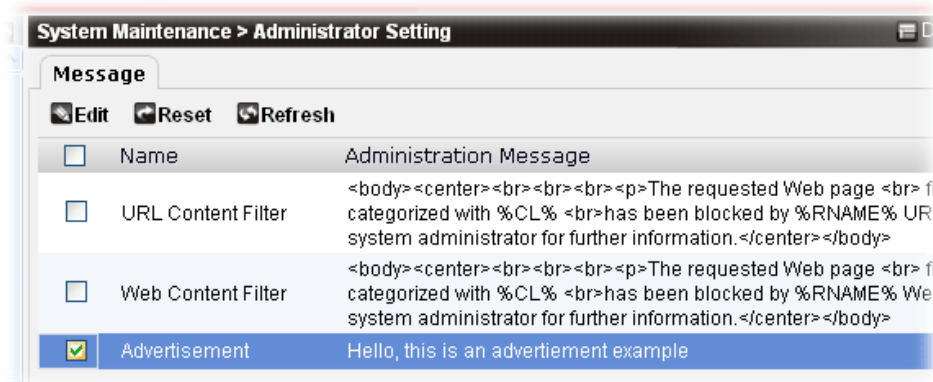 System Maintenance > Administrator Setting
Message
Edit Reset Refresh
Name Administration Message
URL Content Filter
<body><center><br><br><br><p>The requested Web page <br>
categorized with %CL% <br>has been blocked by %RNAME% UR
system administrator for further information.</center></body>
Web Content Filter
<body><center><br><br><br><p>The requested Web page <br>
categorized with %CL% <br>has been blocked by %RNAME% We
system administrator for further information.</center></body>
Advertisement Hello, this is an advertiement example